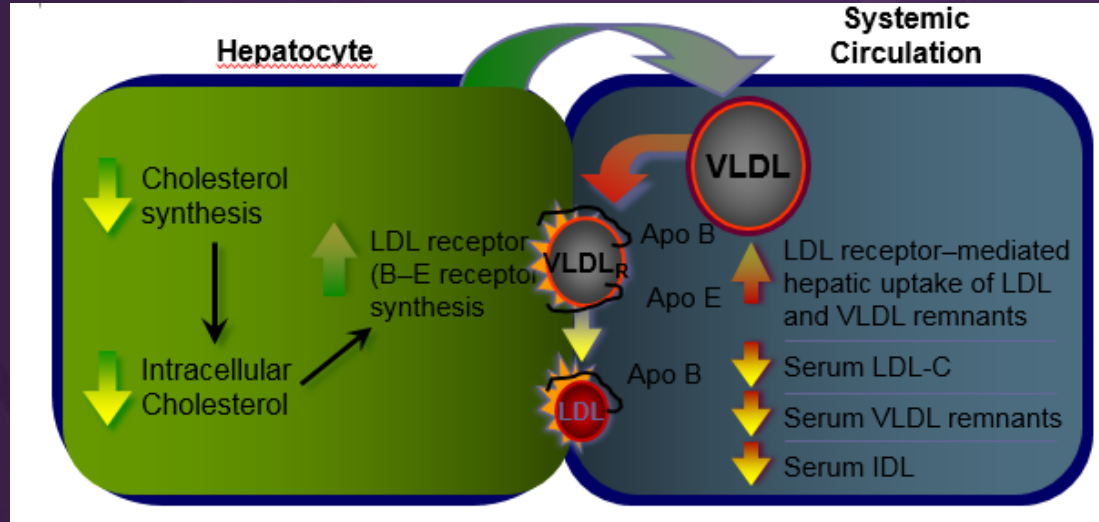 Hepatocyte
Systemic
Circulation
Cholesterol
synthesis
LDL receptor
(B–E receptor
synthesis
Intracellular
Cholesterol
VLDL
VLDLR
Apo B
Apo E
Apo B
LDL
LDL receptor–mediated
hepatic uptake of LDL
and VLDL remnants
Serum LDL-C
Serum VLDL remnants
Serum IDL